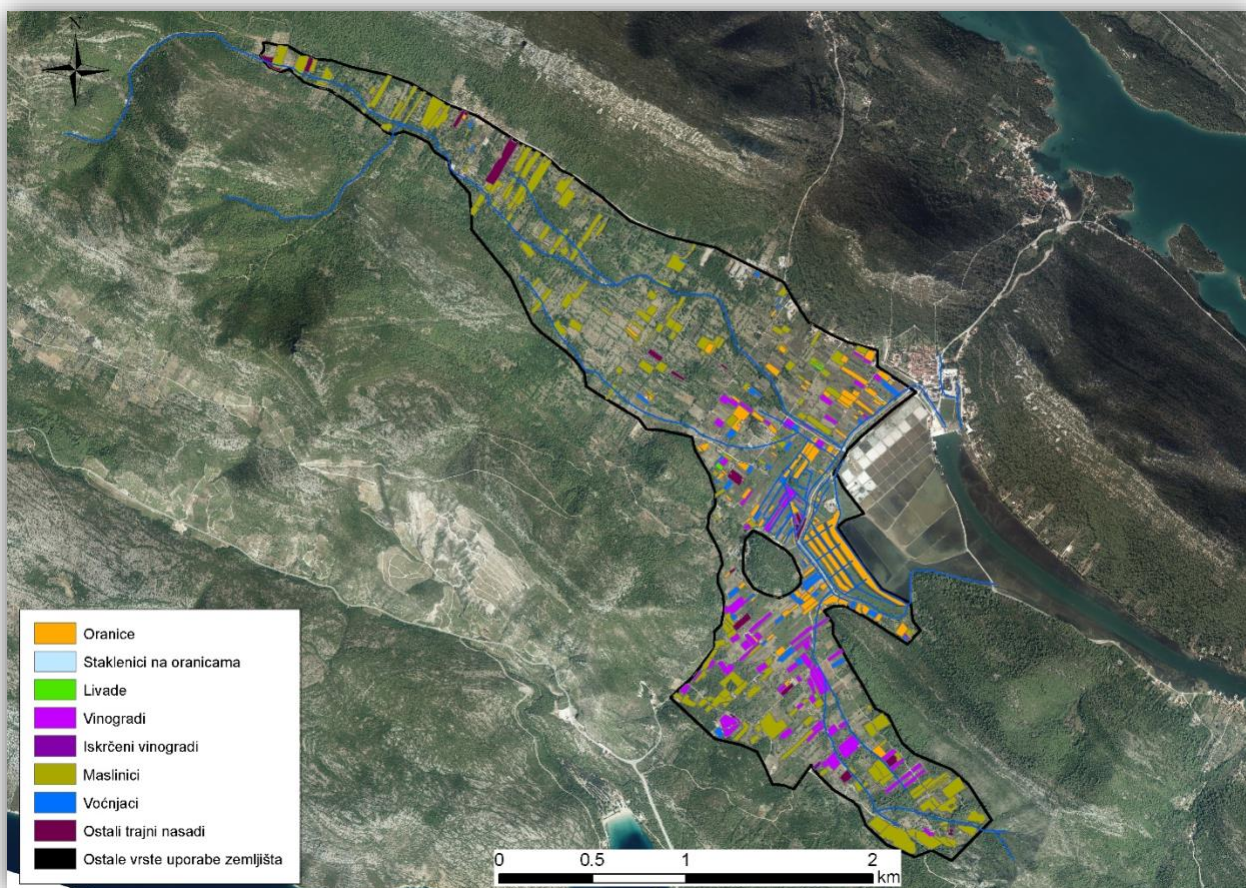 N
Oranice
Staklenici na oranicama
Livade
Vinogradi
Iskrčeni vinogradi
Maslinici
Voćnjaci
Ostali trajni nasadi
Ostale vrste uporabe zemljišta
0 0.5 1 2
km